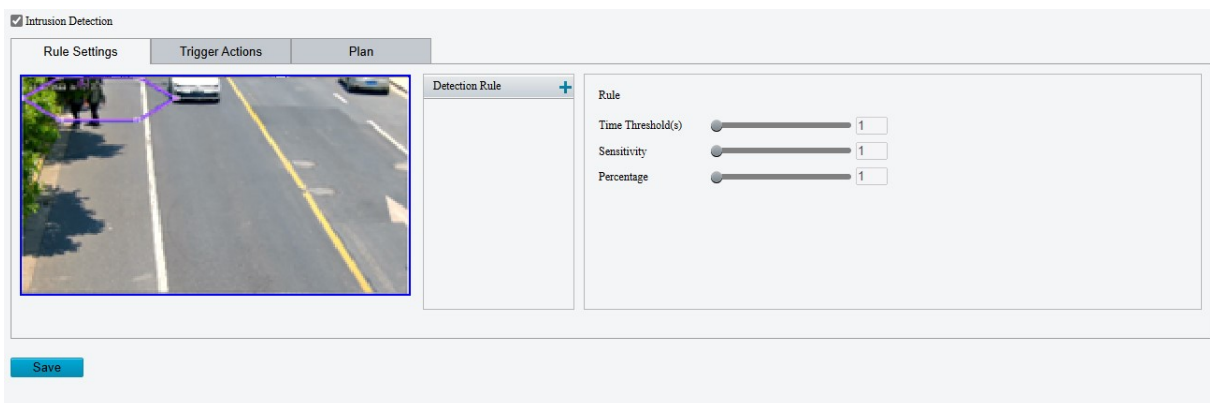 Intrusion Detection
Rule Settings Trigger Actions Plan
Detection Rule +
Rule
Time Threshold(s) 1
Sensitivity 1
Percentage 1
Save